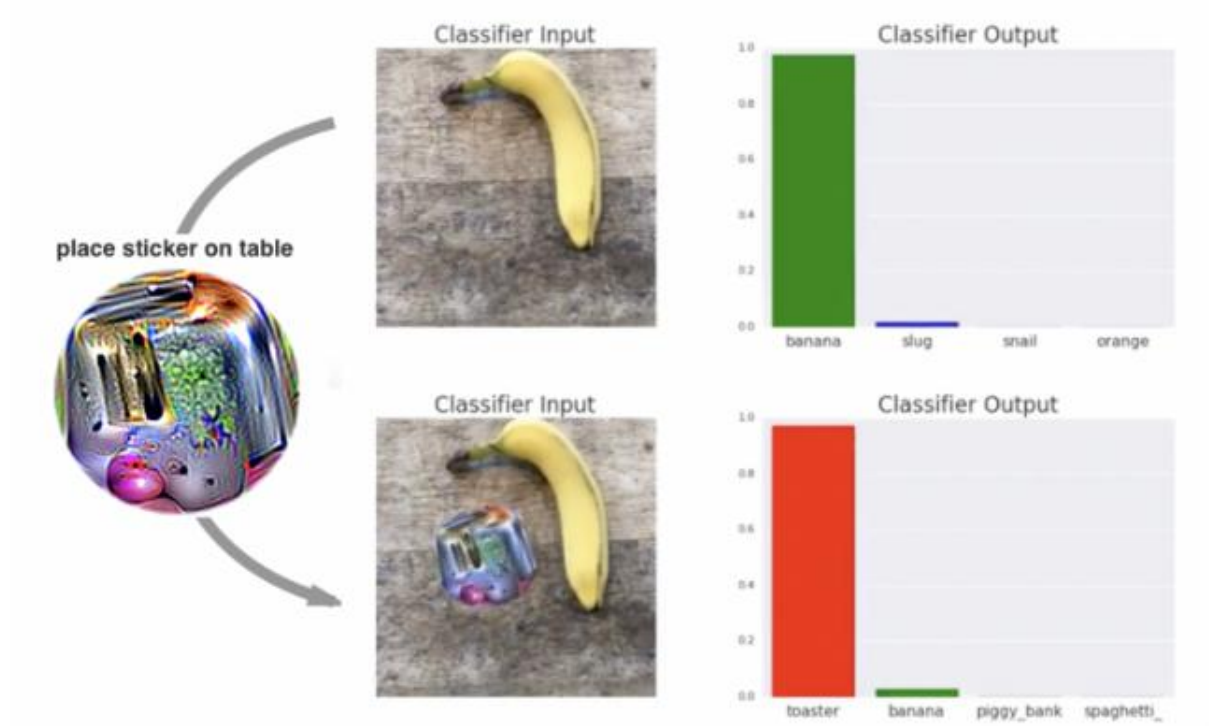 Classifier Input
Classifier Output
1.0
0.8
0.6
0.4
0.2
0.0
banana slug snail orange
place sticker on table
Classifier Input
Classifier Output
1.0
0.8
0.6
0.4
0.2
0.0
toaster banana piggy_bank spaghetti_